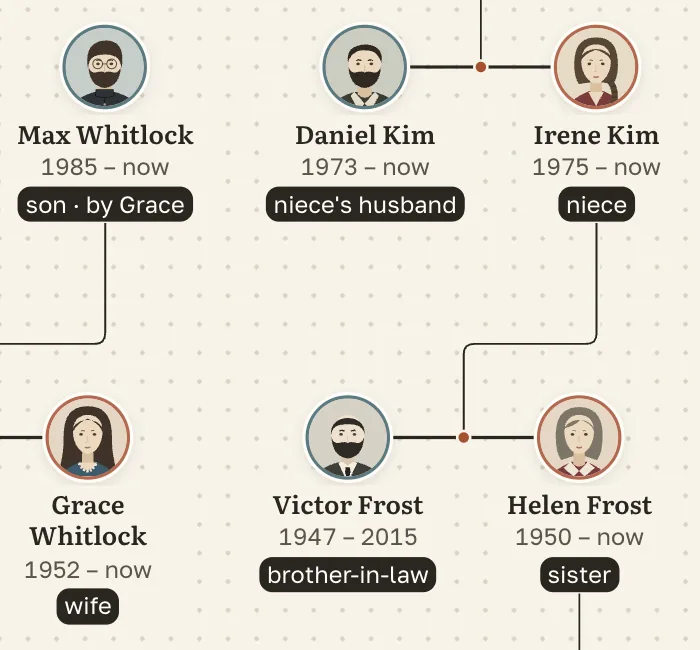 Max Whitlock
1985 – now
son · by Grace
Daniel Kim
1973 – now
niece's husband
Irene Kim
1975 – now
niece
Grace
Whitlock
1952 – now
wife
Victor Frost
1947 – 2015
brother-in-law
Helen Frost
1950 – now
sister